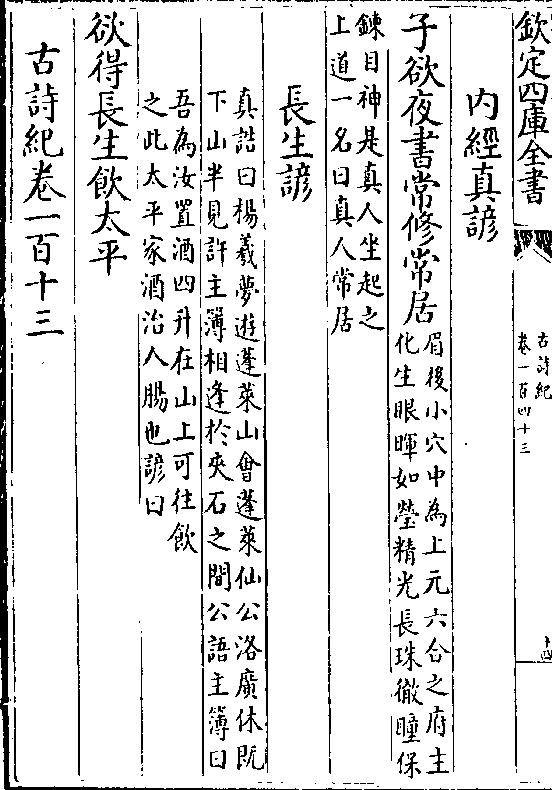 欽定四庫全書
古詩紀
卷一百四十三
十四
內經真諺
子欲夜書常修常居
眉後小穴中為上元六合之府主
化生眼暉如瑩精光長珠徹瞳保
鍊目神是真人坐起之
上道一名曰真人常居
長生諺
真誥曰楊羲夢遊蓬萊山會蓬萊仙公洛廣休既
下山半見許主簿相逢於夾石之間公語主簿曰
吾為汝置酒四升在山上可往飲
之此太平家酒治人腸也諺曰
欲得長生飲太平
古詩紀卷一百十三